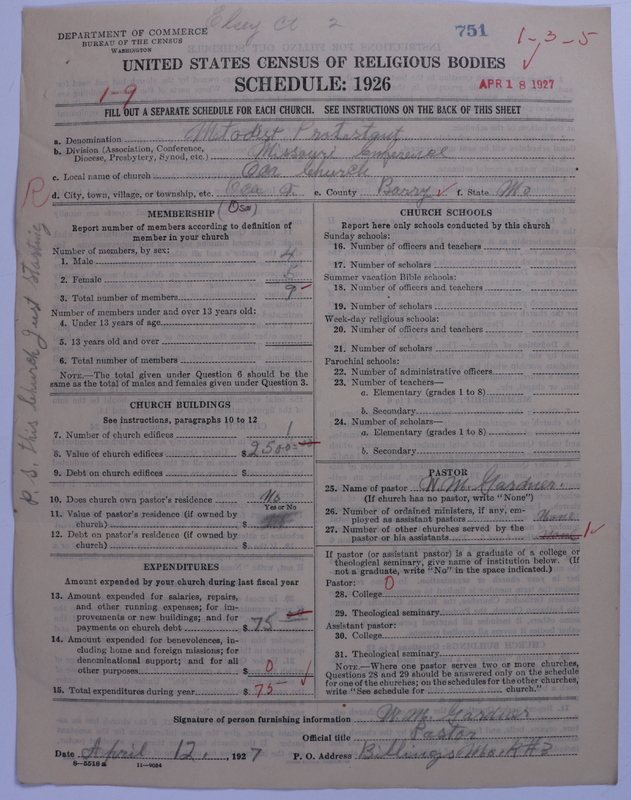 Elsey Ct 2
DEPARTMENT OF COMMERCE
BUREAU OF THE CENSUS
WASHINGTON
751
1-3-5
UNITED STATES CENSUS OF RELIGIOUS BODIES
SCHEDULE: 1926
APR 18 1927
1-9
FILL OUT A SEPARATE SCHEDULE FOR EACH CHURCH. SEE INSTRUCTIONS ON THE BACK OF THIS SHEET
a. Denomination Metodist Protestant
b. Division (Association, Conference, Diocese, Presbytery, Synod, etc.) Missouri
c. Local name of church Osa Church
d. City, town, village, or township, etc. Osa e. County Barry f. State Mo
R
P. S. This Church Just Starting
MEMBERSHIP (Osa)
Report number of members according to definition of
member in your church
Number of members, by sex:
1. Male 4
2. Female 5
3. Total number of members 9
Number of members under and over 13 years old:
4. Under 13 years of age
5. 13 years old and over
6. Total number of members
NOTE.—The total given under Question 6 should be the
same as the total of males and females given under Question 3.
CHURCH BUILDINGS
See instructions, paragraphs 10 to 12
7. Number of church edifices 1
8. Value of church edifices $ 250
9. Debt on church edifices $
10. Does church own pastor's residence No
Yes or No
11. Value of pastor's residence (if owned by
church) $
12. Debt on pastor's residence (if owned by
church) $
EXPENDITURES
Amount expended by your church during last fiscal year
13. Amount expended for salaries, repairs,
and other running expenses; for im-
provements or new buildings; and for
payments on church debt $ 75
14. Amount expended for benevolences, in-
cluding home and foreign missions; for
denominational support; and for all
other purposes $ 0
15. Total expenditures during year $ 75
CHURCH SCHOOLS
Report here only schools conducted by this church
Sunday schools:
16. Number of officers and teachers
17. Number of scholars
Summer vacation Bible schools:
18. Number of officers and teachers
19. Number of scholars
Week-day religious schools:
20. Number of officers and teachers
21. Number of scholars
Parochial schools:
22. Number of administrative officers
23. Number of teachers—
a. Elementary (grades 1 to 8)
b. Secondary
24. Number of scholars—
a. Elementary (grades 1 to 8)
b. Secondary
PASTOR
25. Name of pastor W. M. Gardner.
(If church has no pastor, write "None")
26. Number of ordained ministers, if any, em-
ployed as assistant pastors None
27. Number of other churches served by the
pastor or his assistants None 1
If pastor (or assistant pastor) is a graduate of a college or
theological seminary, give name of institution below. (If
not a graduate, write "No" in the space indicated.)
Pastor: 0
28. College
29. Theological seminary
Assistant pastor:
30. College
31. Theological seminary
NOTE.—Where one pastor serves two or more churches,
Questions 28 and 29 should be answered only on the schedule
for one of the churches; on the schedules for the other churches,
write "See schedule for church."
Signature of person furnishing information W. M. Gardner
Official title Pastor
Date April 12, 1927 P. O. Address Billings Mo R#3
8-5518a 11-9084